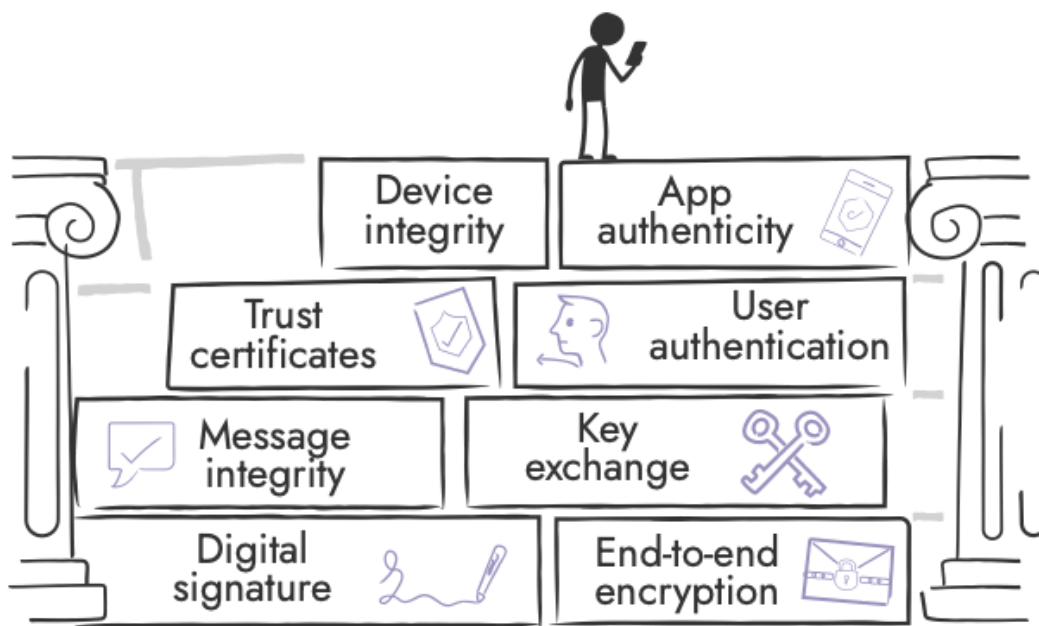 Device
integrity
App
authenticity
Trust
certificates
User
authentication
Message
integrity
Key
exchange
Digital
signature
End-to-end
encryption